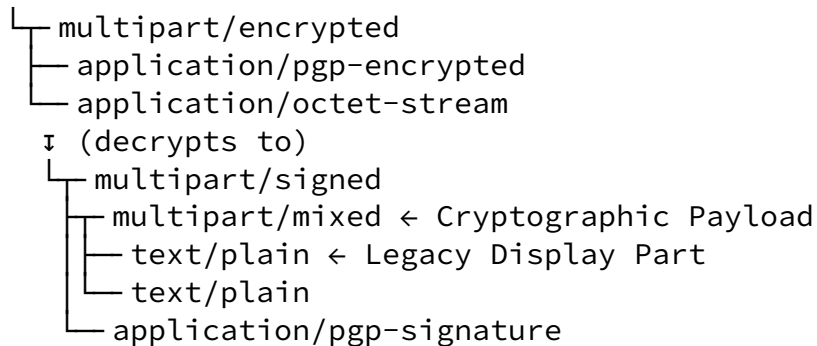 └┬╴multipart/encrypted
 ├─╴application/pgp-encrypted
 └─╴application/octet-stream
  ↧ (decrypts to)
  └┬╴multipart/signed
   ├┬╴multipart/mixed ← Cryptographic Payload
   │├─╴text/plain ← Legacy Display Part
   │└─╴text/plain
   └─╴application/pgp-signature